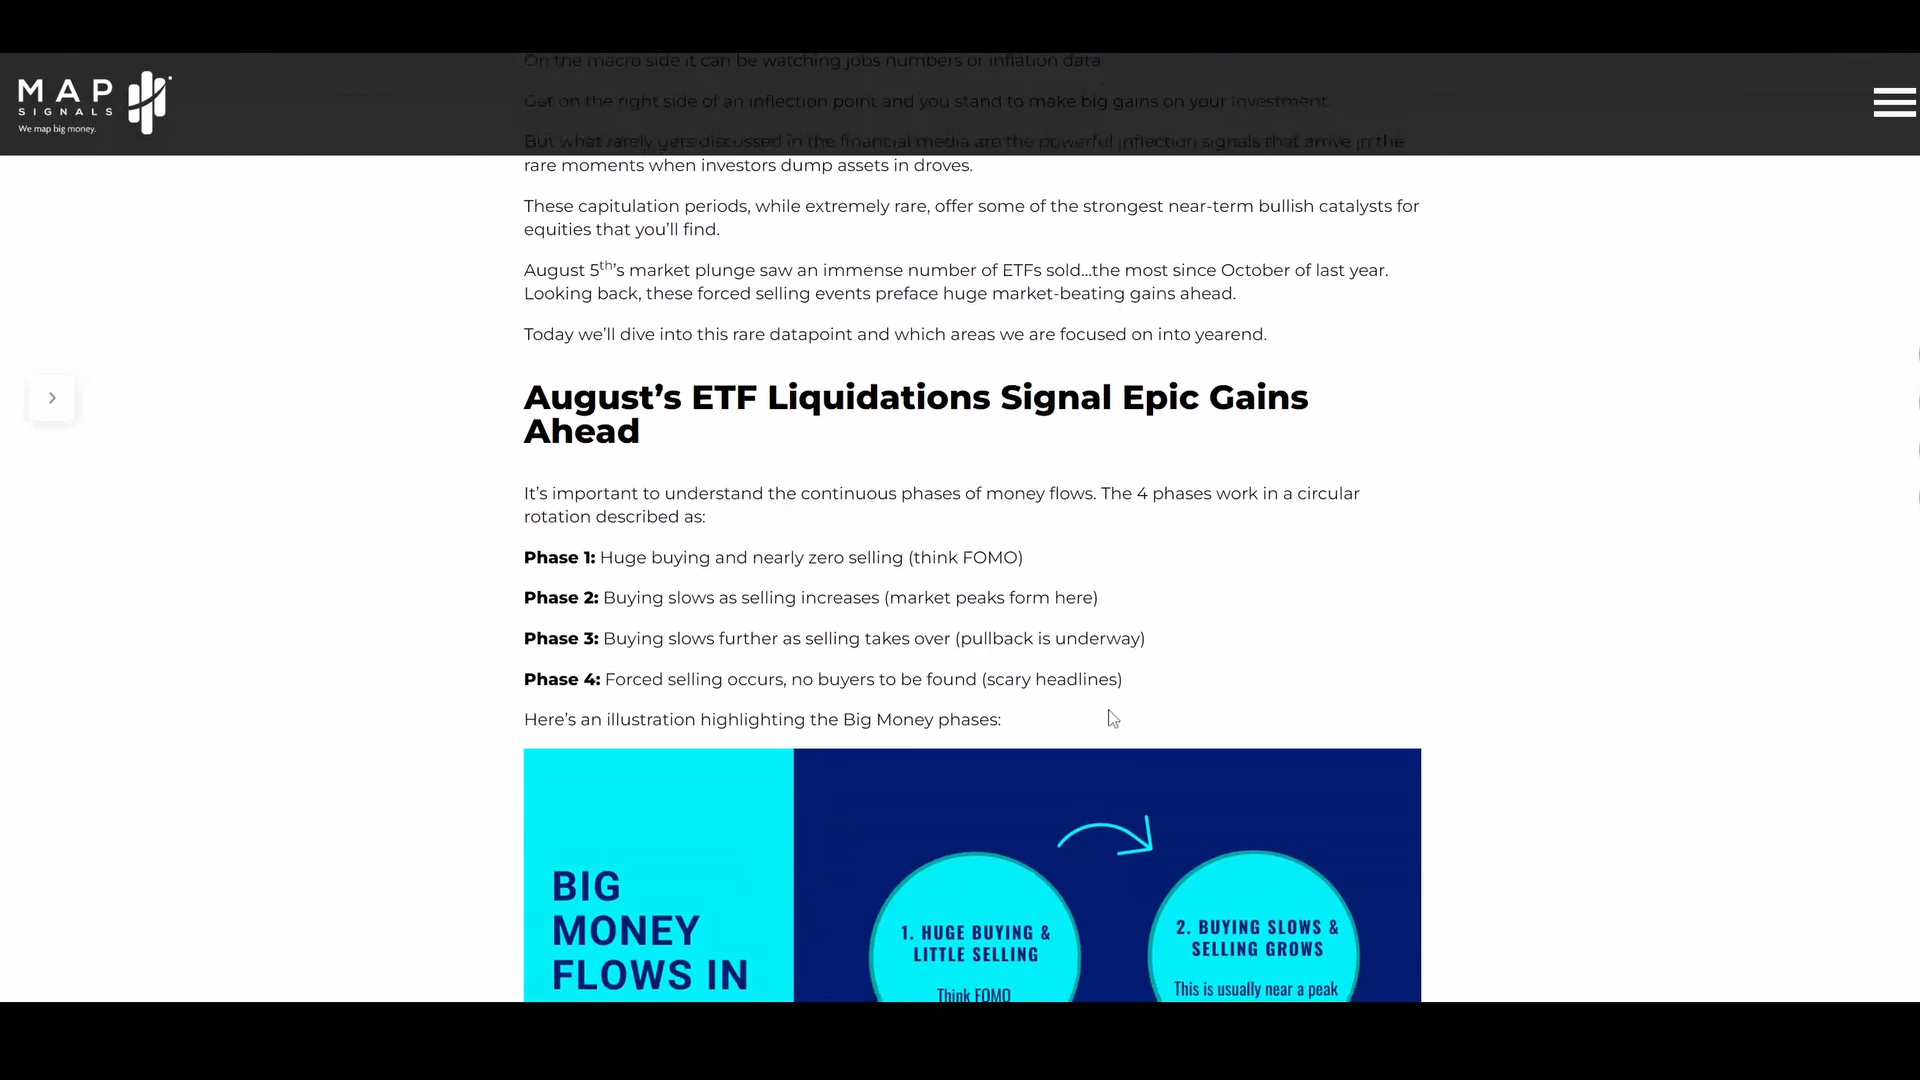 MAP
SIGNALS
We map big money.
On the macro side it can be watching jobs numbers or inflation data
Get on the right side of an inflection point and you stand to make big gains on your investment.
But what rarely gets discussed in the financial media are the powerful inflection signals that arrive in the
rare moments when investors dump assets in droves.
These capitulation periods, while extremely rare, offer some of the strongest near-term bullish catalysts for
equities that you’ll find.
August 5th’s market plunge saw an immense number of ETFs sold…the most since October of last year.
Looking back, these forced selling events preface huge market-beating gains ahead.
Today we’ll dive into this rare datapoint and which areas we are focused on into yearend.
August’s ETF Liquidations Signal Epic Gains
Ahead
It’s important to understand the continuous phases of money flows. The 4 phases work in a circular
rotation described as:
Phase 1: Huge buying and nearly zero selling (think FOMO)
Phase 2: Buying slows as selling increases (market peaks form here)
Phase 3: Buying slows further as selling takes over (pullback is underway)
Phase 4: Forced selling occurs, no buyers to be found (scary headlines)
Here’s an illustration highlighting the Big Money phases:
BIG
MONEY
FLOWS IN
1. HUGE BUYING &
LITTLE SELLING
Think FOMO
2. BUYING SLOWS &
SELLING GROWS
This is usually near a peak